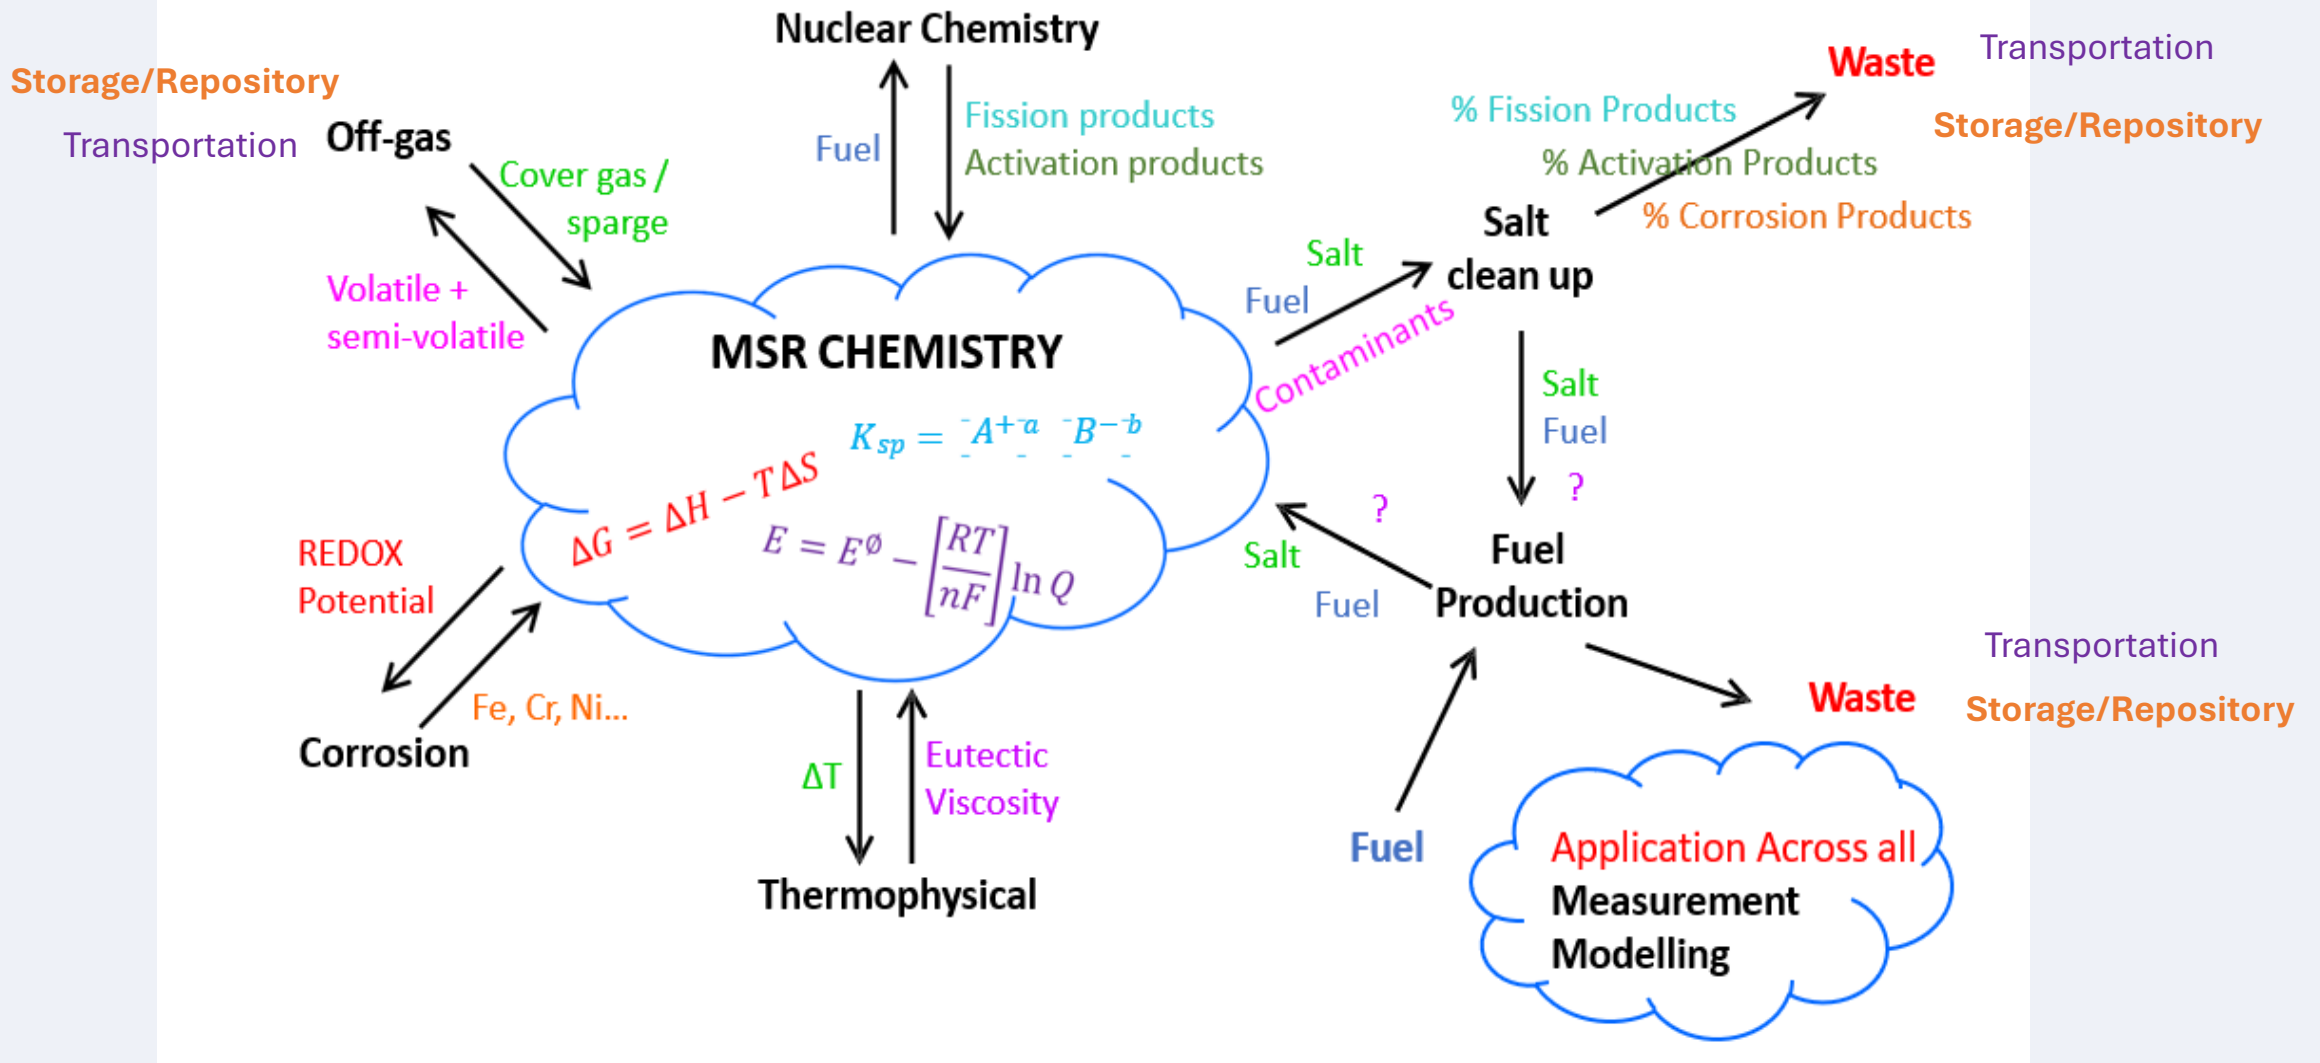 Nuclear Chemistry
Fuel
Fission products
Activation products
Storage/Repository
Transportation
Off-gas
Cover gas /
sparge
Volatile +
semi-volatile
MSR CHEMISTRY
K_sp = A^{+a} B^{-b}
ΔG = ΔH − TΔS
E = E^∅ − [RT/nF] ln Q
REDOX
Potential
Fe, Cr, Ni...
Corrosion
ΔT
Eutectic
Viscosity
Thermophysical
Salt
Fuel
Contaminants
Salt
clean up
% Fission Products
% Activation Products
% Corrosion Products
Waste
Transportation
Storage/Repository
Salt
Fuel
?
Fuel
Production
?
Salt
Fuel
Fuel
Waste
Transportation
Storage/Repository
Application Across all
Measurement
Modelling